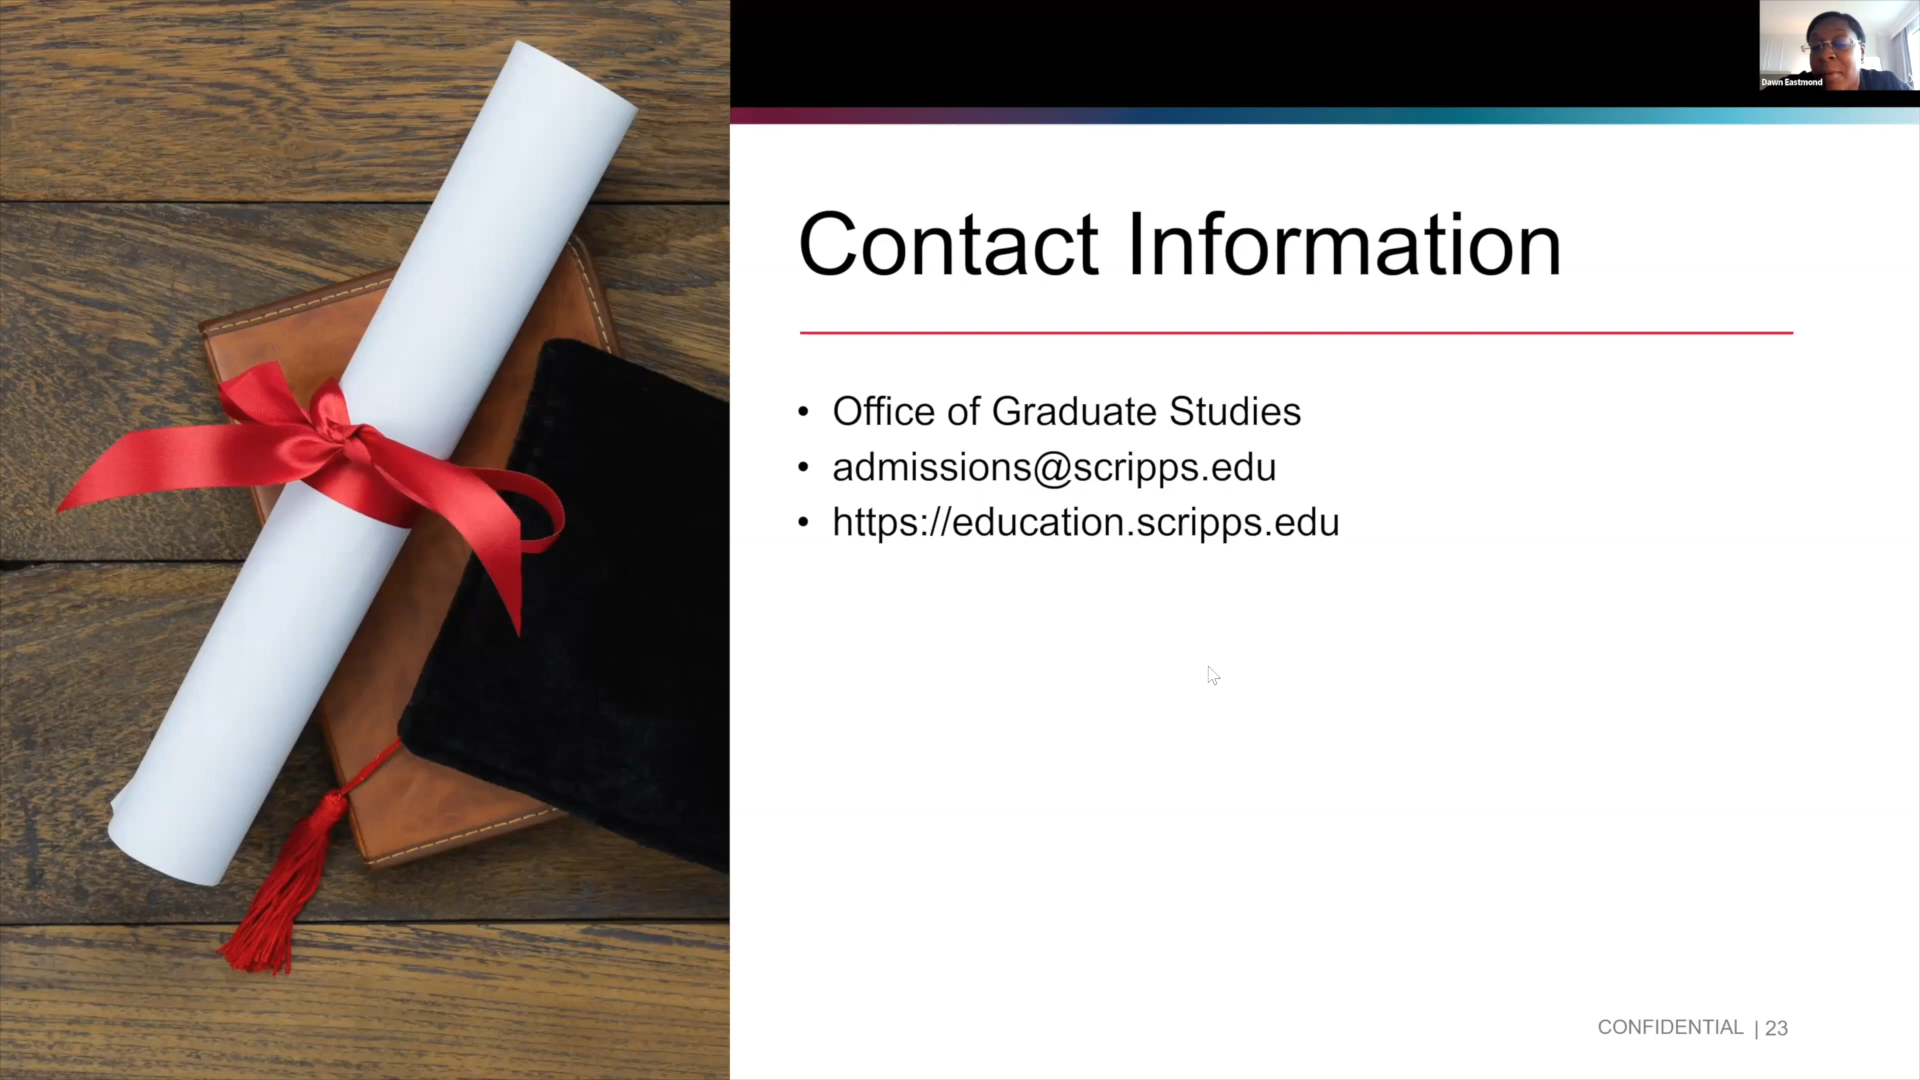 Dawn Eastmond
Contact Information
• Office of Graduate Studies
• admissions@scripps.edu
• https://education.scripps.edu
CONFIDENTIAL | 23